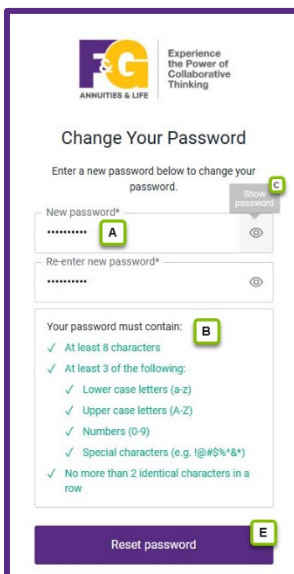 F&G
ANNUITIES & LIFE
Experience
the Power of
Collaborative
Thinking
Change Your Password
Enter a new password below to change your
password.
C
Show
password
New password*
•••••••••• A
Re-enter new password*
••••••••••
Your password must contain: B
✓ At least 8 characters
✓ At least 3 of the following:
✓ Lower case letters (a-z)
✓ Upper case letters (A-Z)
✓ Numbers (0-9)
✓ Special characters (e.g. !@#$%^&*)
✓ No more than 2 identical characters in a
row
Reset password E